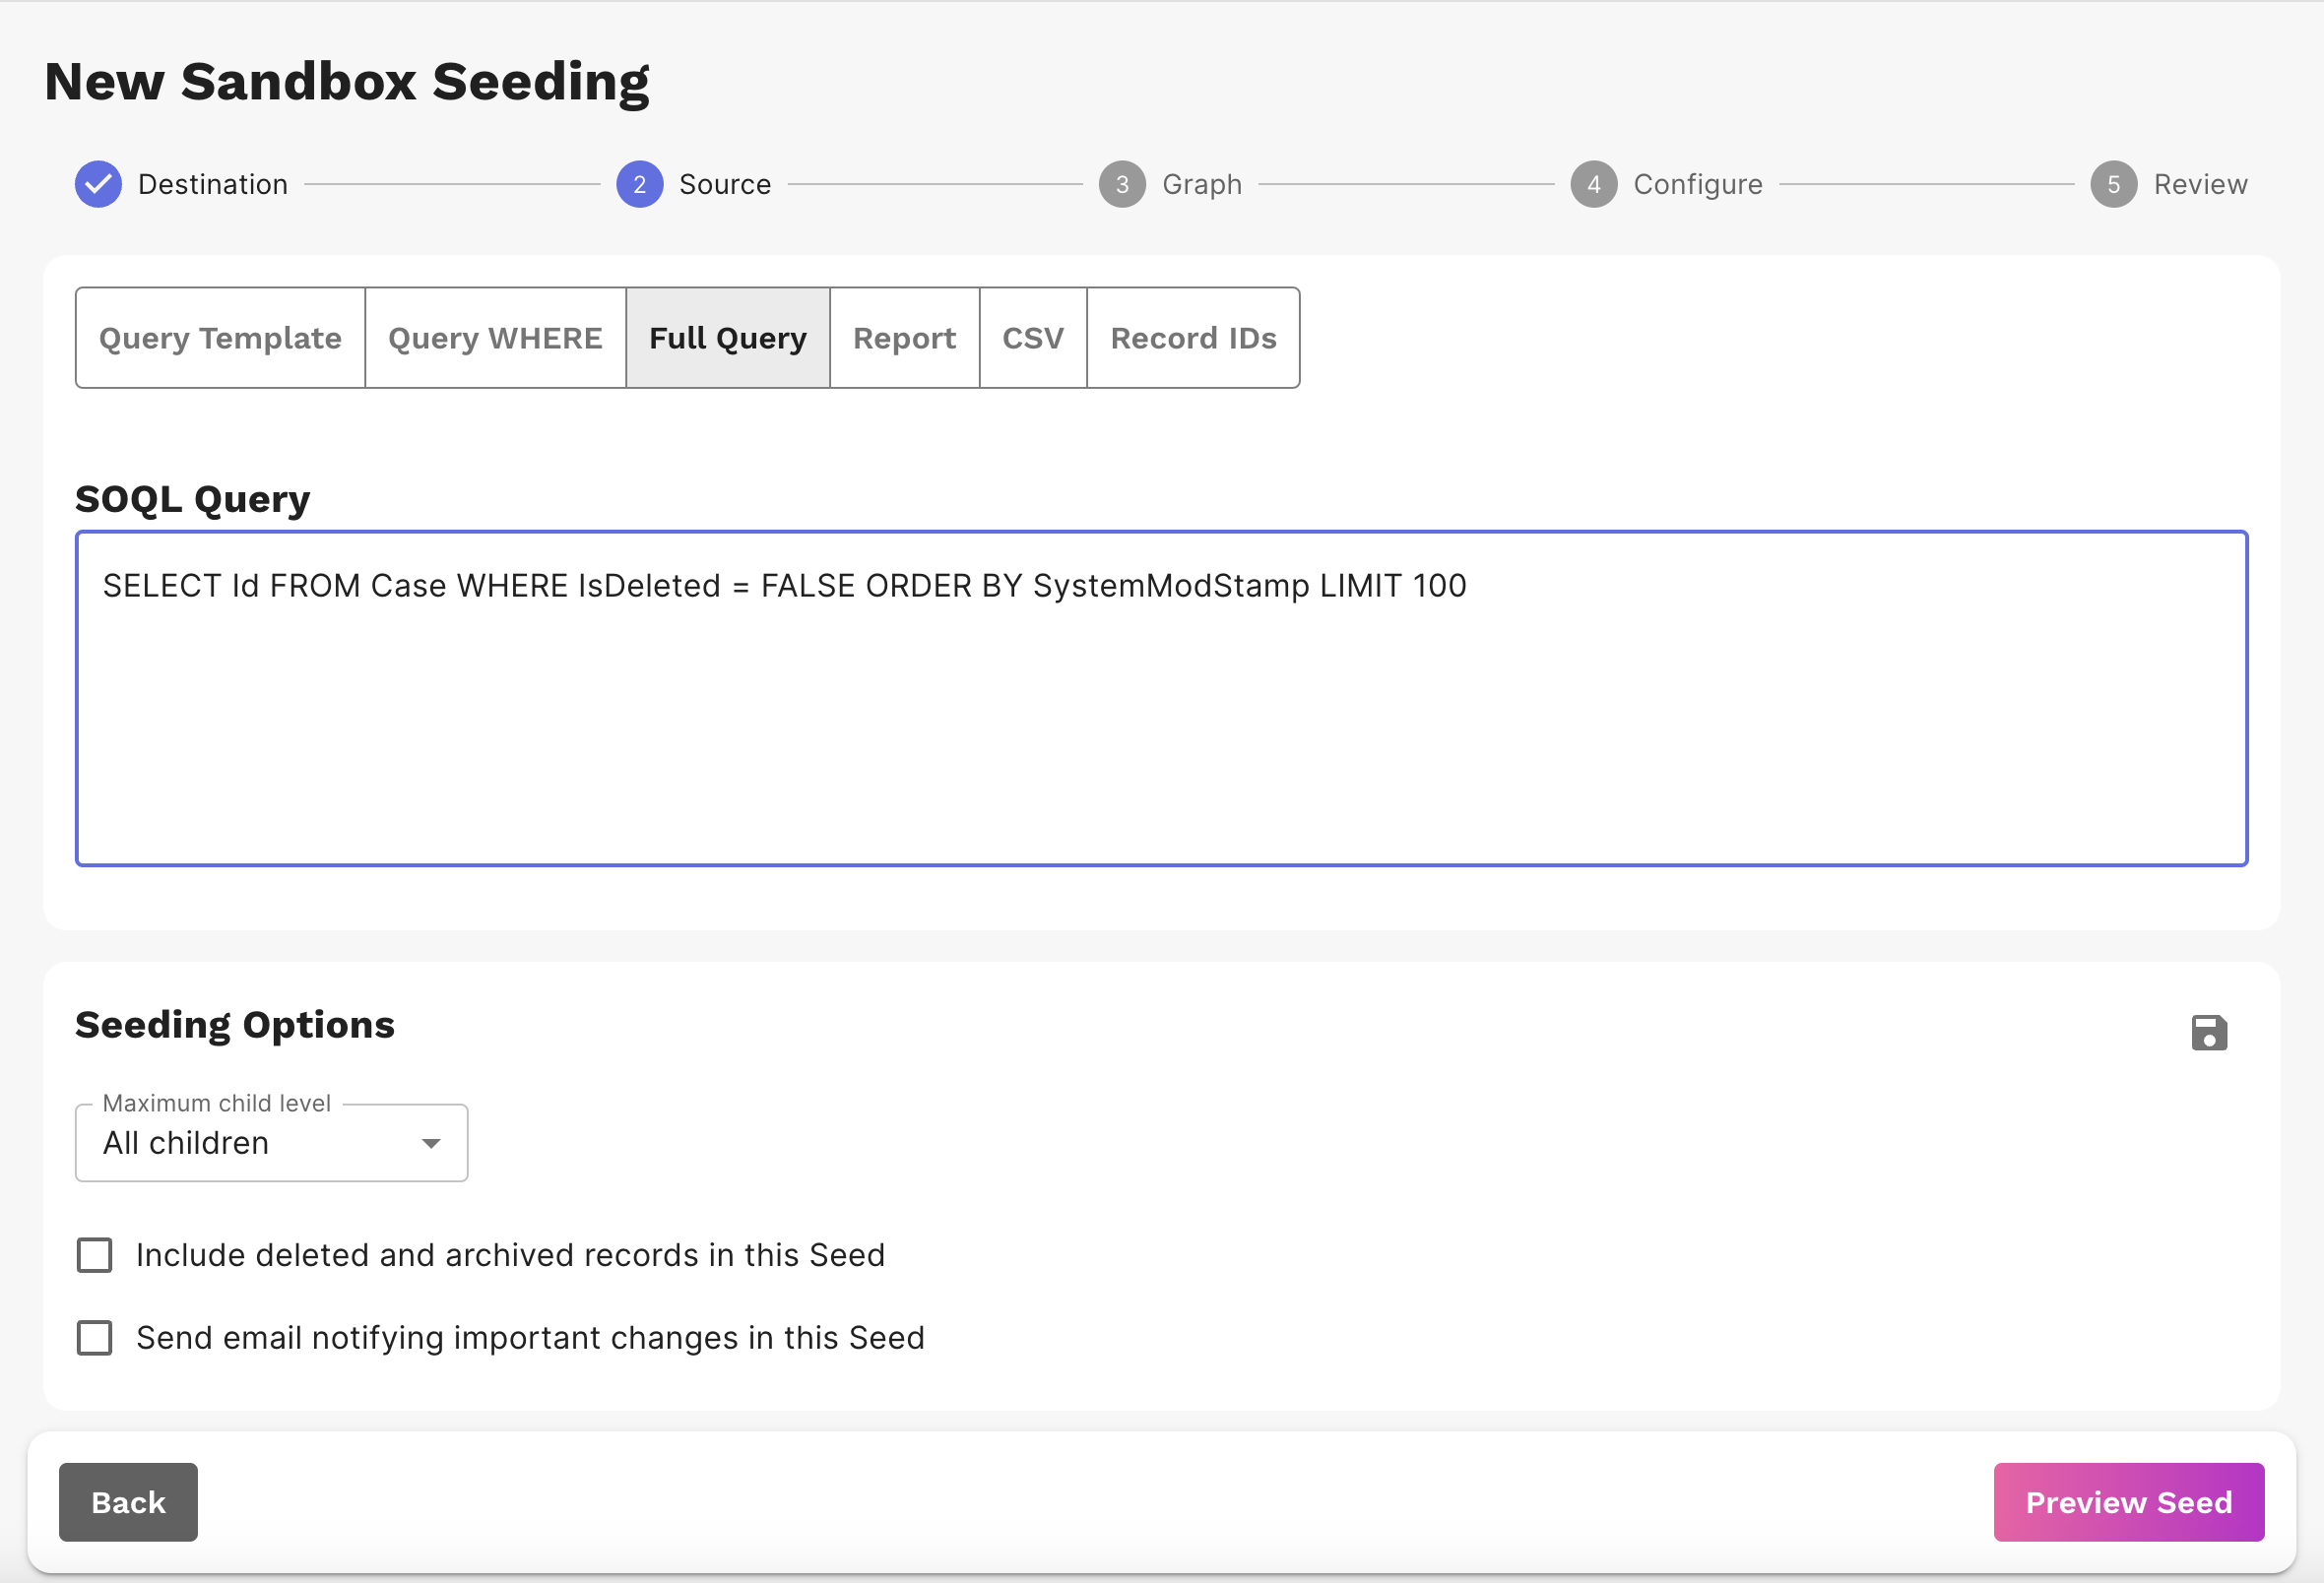 New Sandbox Seeding
Destination 2 Source 3 Graph 4 Configure 5 Review
Query Template Query WHERE Full Query Report CSV Record IDs
SOQL Query
SELECT Id FROM Case WHERE IsDeleted = FALSE ORDER BY SystemModStamp LIMIT 100
Seeding Options
Maximum child level
All children
Include deleted and archived records in this Seed
Send email notifying important changes in this Seed
Back Preview Seed